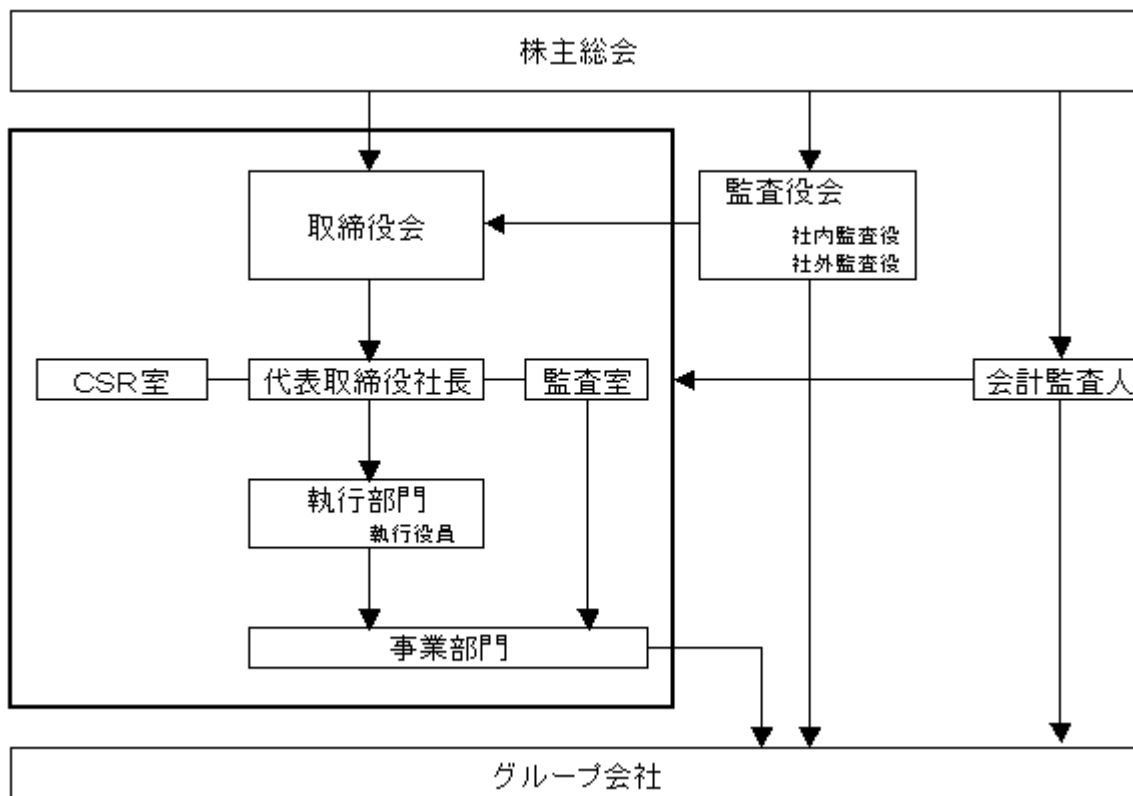 株主総会
取締役会
監査役会
社内監査役
社外監査役
CSR室
代表取締役社長
監査室
会計監査人
執行部門
執行役員
事業部門
グループ会社